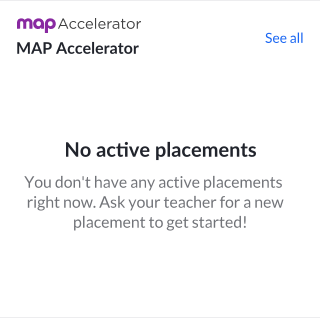 map Accelerator
MAP Accelerator
See all
No active placements
You don't have any active placements
right now. Ask your teacher for a new
placement to get started!